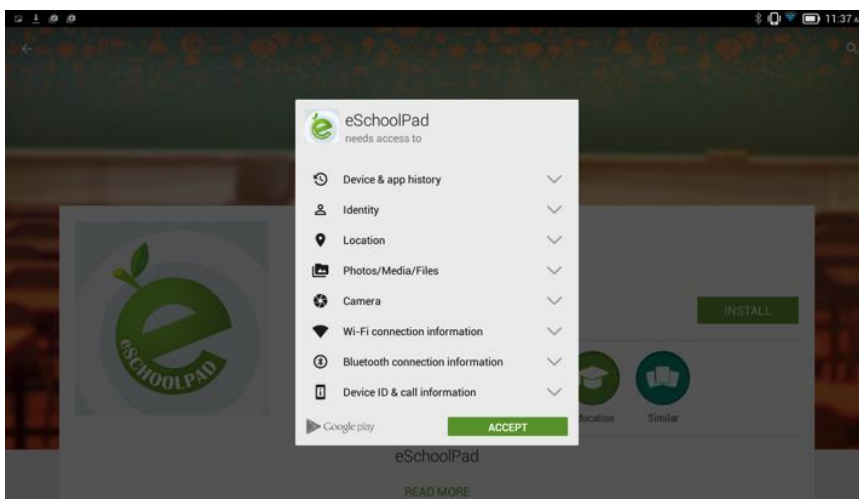 11:37
eSchoolPad
needs access to
Device & app history
Identity
Location
Photos/Media/Files
Camera
Wi-Fi connection information
Bluetooth connection information
Device ID & call information
Google play
ACCEPT
eSCHOOLPAD
INSTALL
Education
Similar
eSchoolPad
READ MORE